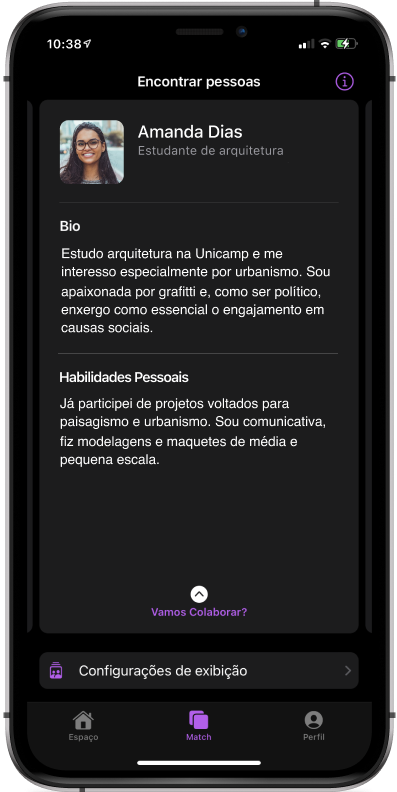 10:38
Encontrar pessoas
Amanda Dias
Estudante de arquitetura
Bio
Estudo arquitetura na Unicamp e me
interesso especialmente por urbanismo. Sou
apaixonada por grafitti e, como ser político,
enxergo como essencial o engajamento em
causas sociais.
Habilidades Pessoais
Já participei de projetos voltados para
paisagismo e urbanismo. Sou comunicativa,
fiz modelagens e maquetes de média e
pequena escala.
Vamos Colaborar?
Configurações de exibição
Espaço
Match
Perfil